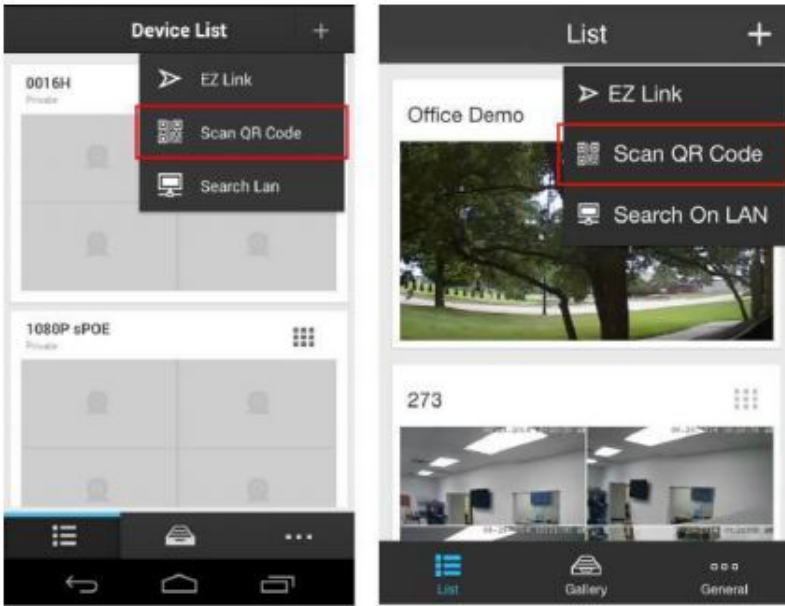 Device List
+
0016H
Private
EZ Link
Scan QR Code
Search Lan
1080P sPOE
Private
List
+
Office Demo
EZ Link
Scan QR Code
Search On LAN
273
List
Gallery
General